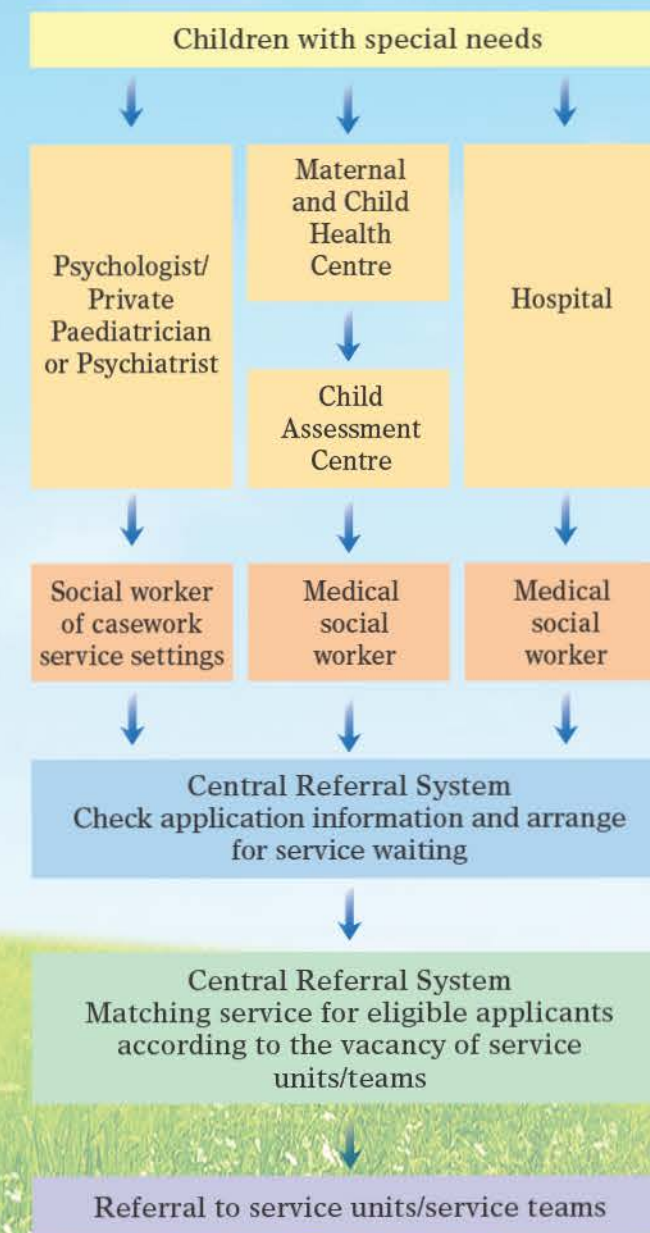 Children with special needs
Psychologist/
Private
Paediatrician
or Psychiatrist
Maternal
and Child
Health
Centre
Child
Assessment
Centre
Hospital
Social worker
of casework
service settings
Medical
social
worker
Medical
social
worker
Central Referral System
Check application information and arrange
for service waiting
Central Referral System
Matching service for eligible applicants
according to the vacancy of service
units/teams
Referral to service units/service teams